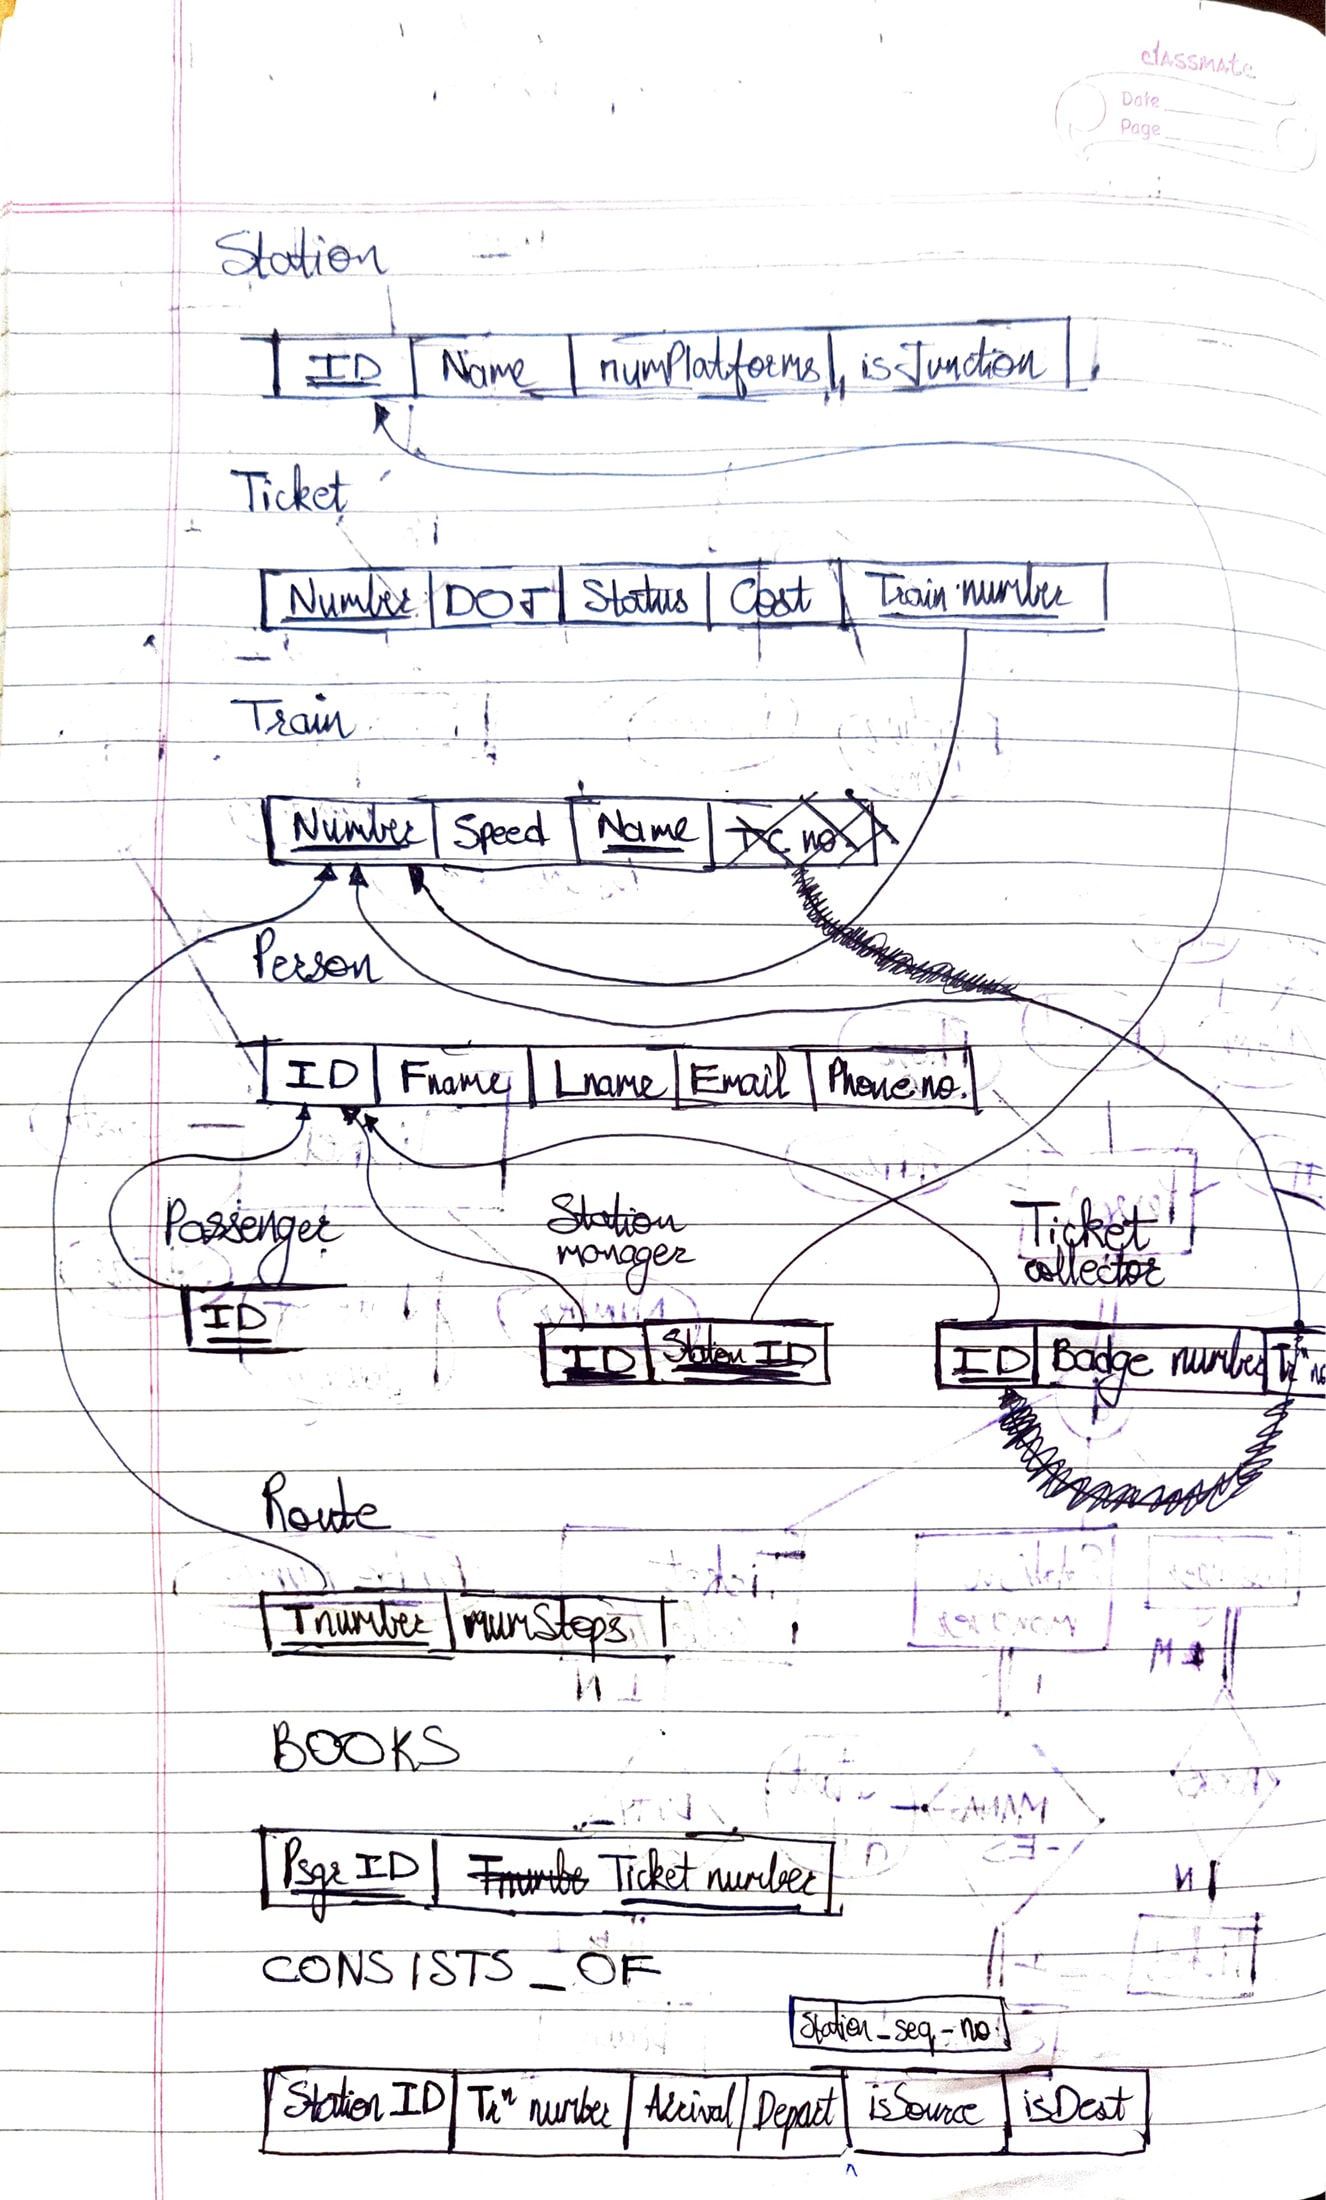 classmate
Date
Page
Station
ID Name numPlatforms isJunction
Ticket
Number DOJ Status Cost Train number
Train
Number Speed Name TC no.
Person
ID Fname Lname Email Phone no.
Passenger Station manager Ticket collector
ID
ID Station ID ID Badge number Trⁿ no
Route
Tnumber numStops
BOOKS
Psgr ID Tnumbe Ticket number
CONSISTS_OF
Station_seq_no.
Station ID Trⁿ number Arrival Depart isSource isDest